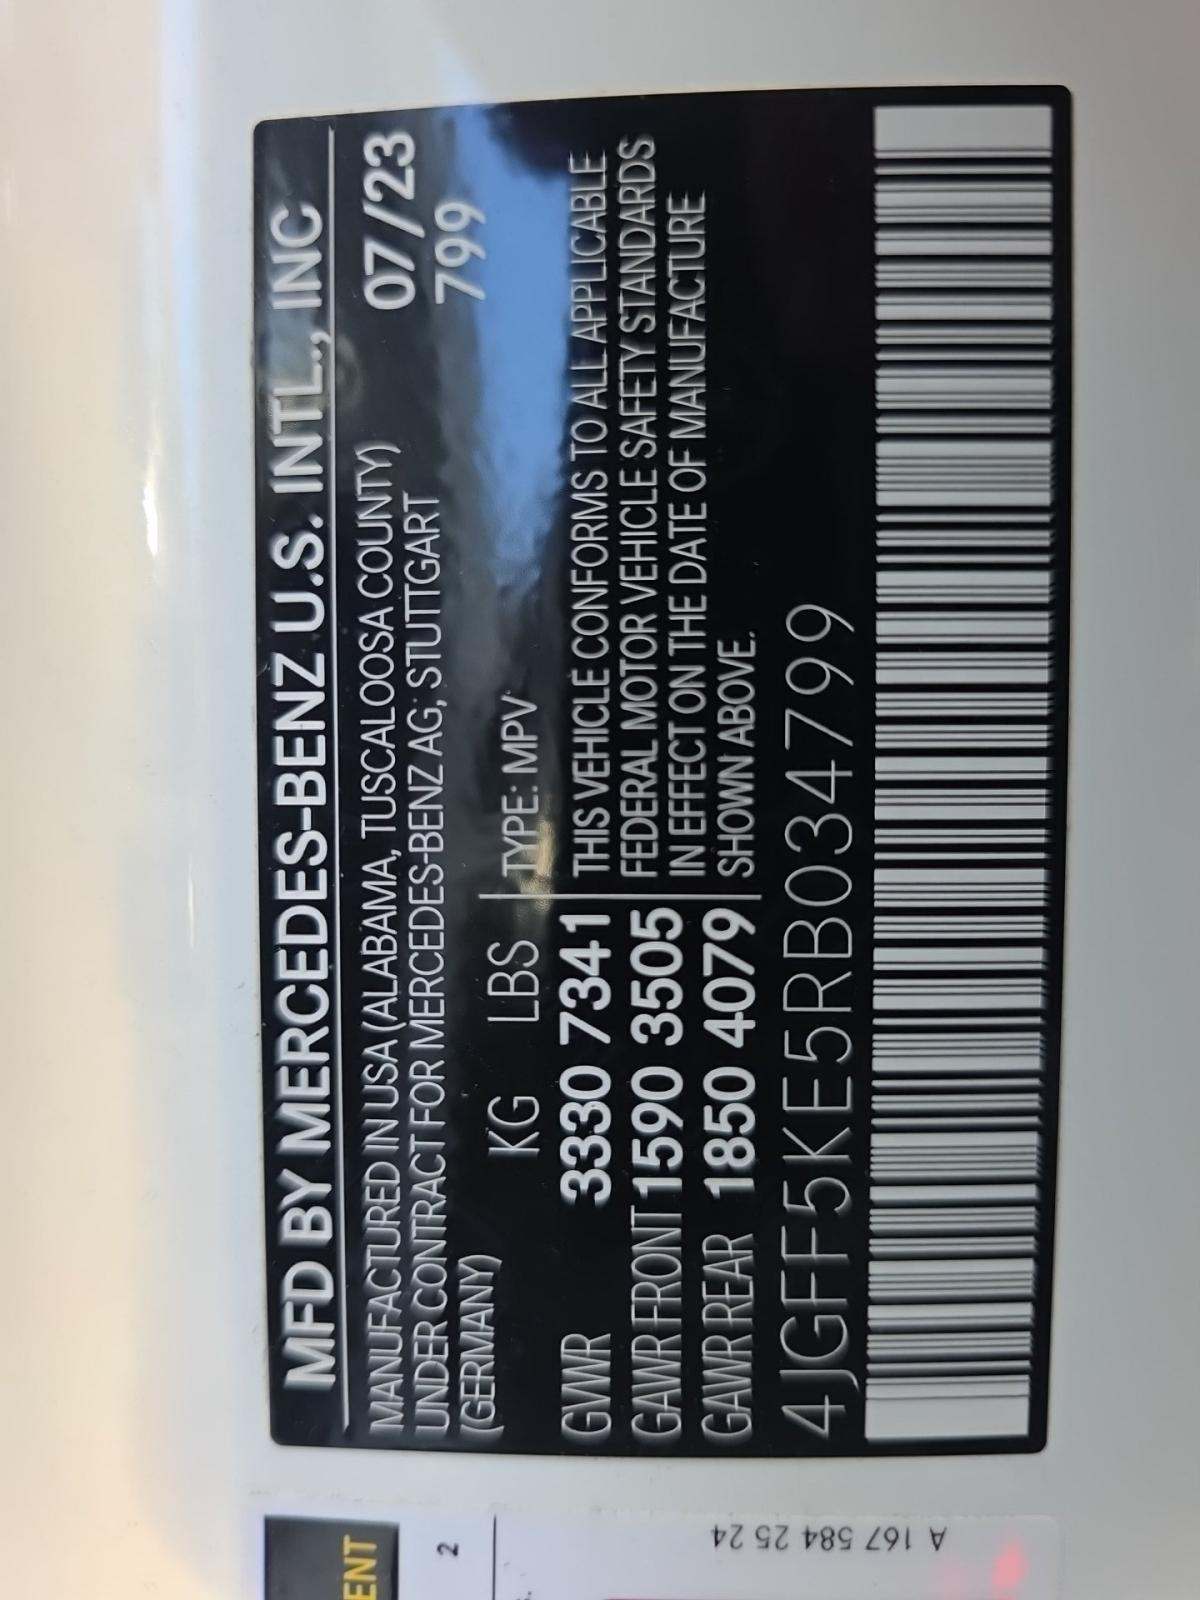 MFD BY MERCEDES-BENZ U.S. INTL., INC
MANUFACTURED IN USA (ALABAMA, TUSCALOOSA COUNTY) 07/23
UNDER CONTRACT FOR MERCEDES-BENZ AG; STUTTGART 799
(GERMANY)
KG LBS TYPE: MPV
GVWR 3330 7341 THIS VEHICLE CONFORMS TO ALL APPLICABLE
GAWR FRONT 1590 3505 FEDERAL MOTOR VEHICLE SAFETY STANDARDS
GAWR REAR 1850 4079 IN EFFECT ON THE DATE OF MANUFACTURE
SHOWN ABOVE.
4JGFF5KE5RB034799
ENT
2
A 167 584 25 24